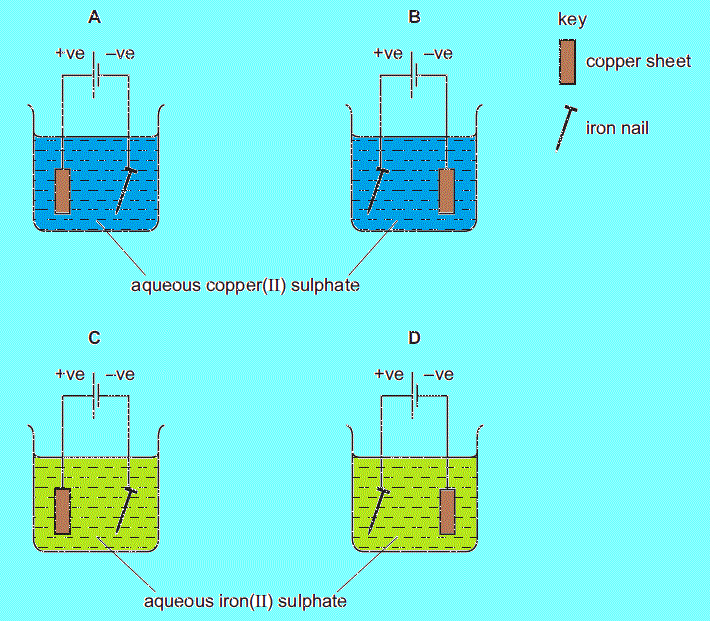 A
B
key
+ve –ve
+ve –ve
copper sheet
iron nail
aqueous copper(II) sulphate
C
D
+ve –ve
+ve –ve
aqueous iron(II) sulphate